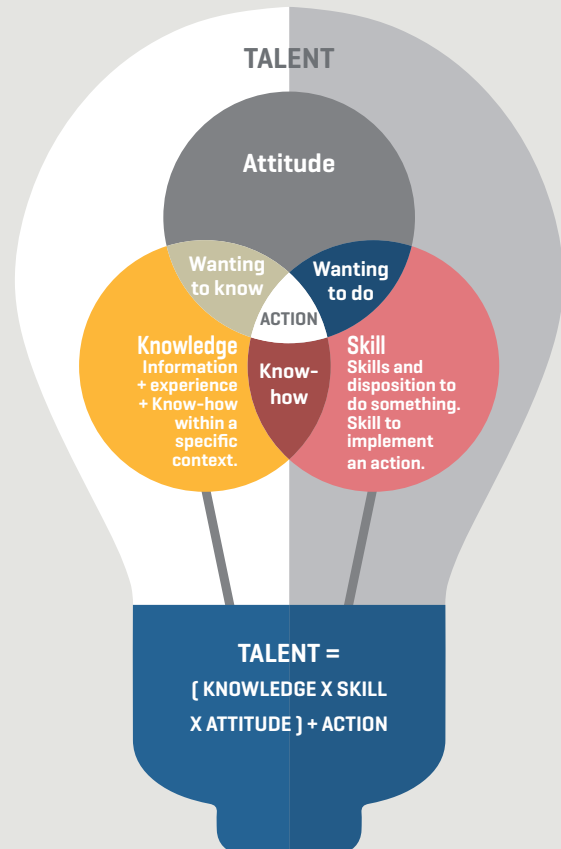 TALENT
Attitude
Wanting
to know
Wanting
to do
ACTION
Knowledge
Information
+ experience
+ Know-how
within a
specific
context.
Know-
how
Skill
Skills and
disposition to
do something.
Skill to
implement
an action.
TALENT =
( KNOWLEDGE X SKILL
X ATTITUDE ) + ACTION